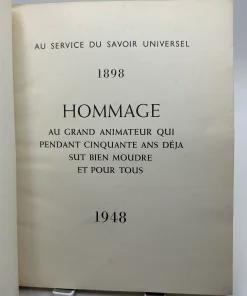 AU SERVICE DU SAVOIR UNIVERSEL
1898
HOMMAGE
AU GRAND ANIMATEUR QUI
PENDANT CINQUANTE ANS DÉJA
SUT BIEN MOUDRE
ET POUR TOUS
1948